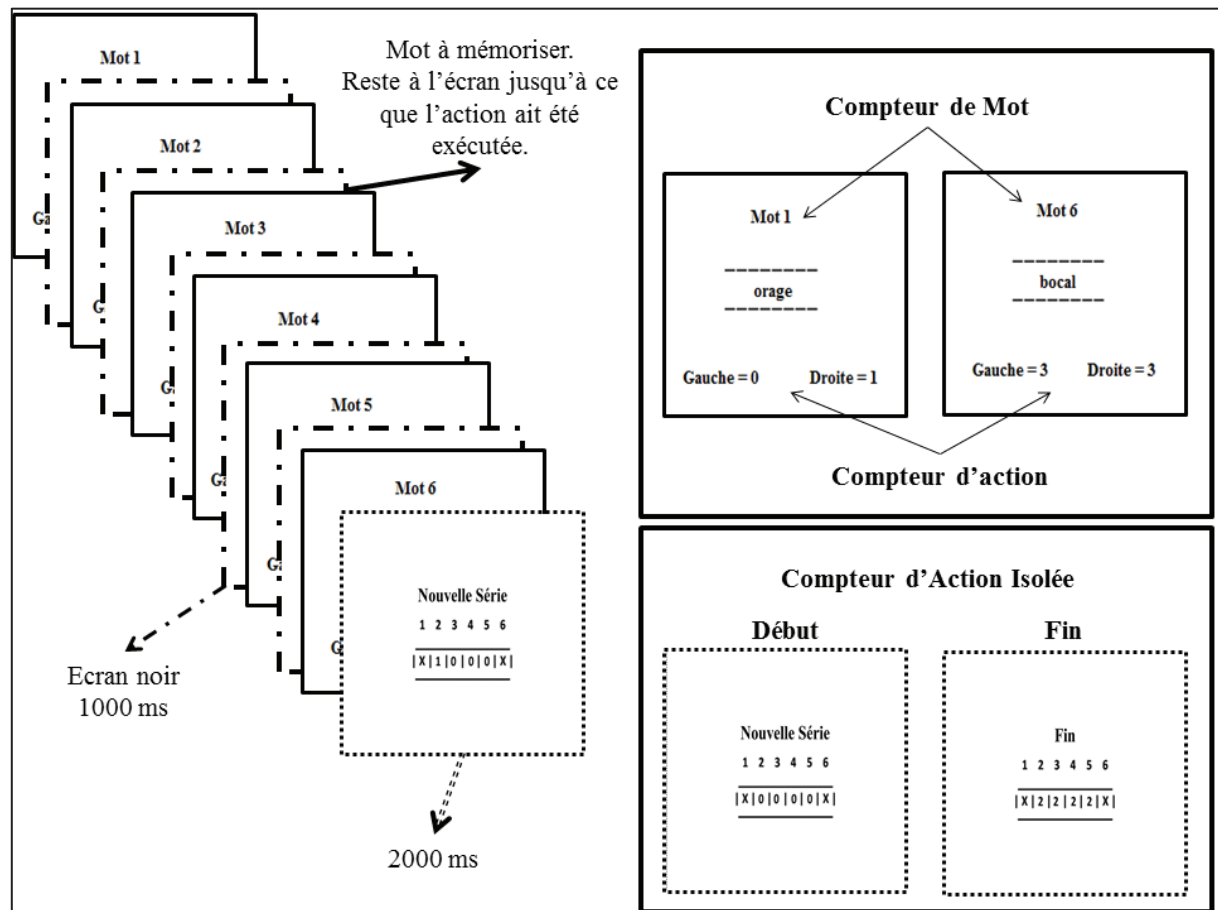 Mot 1
Mot 2
Mot 3
Mot 4
Mot 5
Mot 6
Ga
G
Ga
Ga
Ga
G
Nouvelle Série
1 2 3 4 5 6
|X|1|0|0|0|X|
Mot à mémoriser.
Reste à l'écran jusqu'à ce
que l'action ait été
exécutée.
Ecran noir
1000 ms
2000 ms
Compteur de Mot
Mot 1
orage
Gauche = 0 Droite = 1
Mot 6
bocal
Gauche = 3 Droite = 3
Compteur d'action
Compteur d'Action Isolée
Début
Nouvelle Série
1 2 3 4 5 6
|X|0|0|0|0|X|
Fin
Fin
1 2 3 4 5 6
|X|2|2|2|2|X|